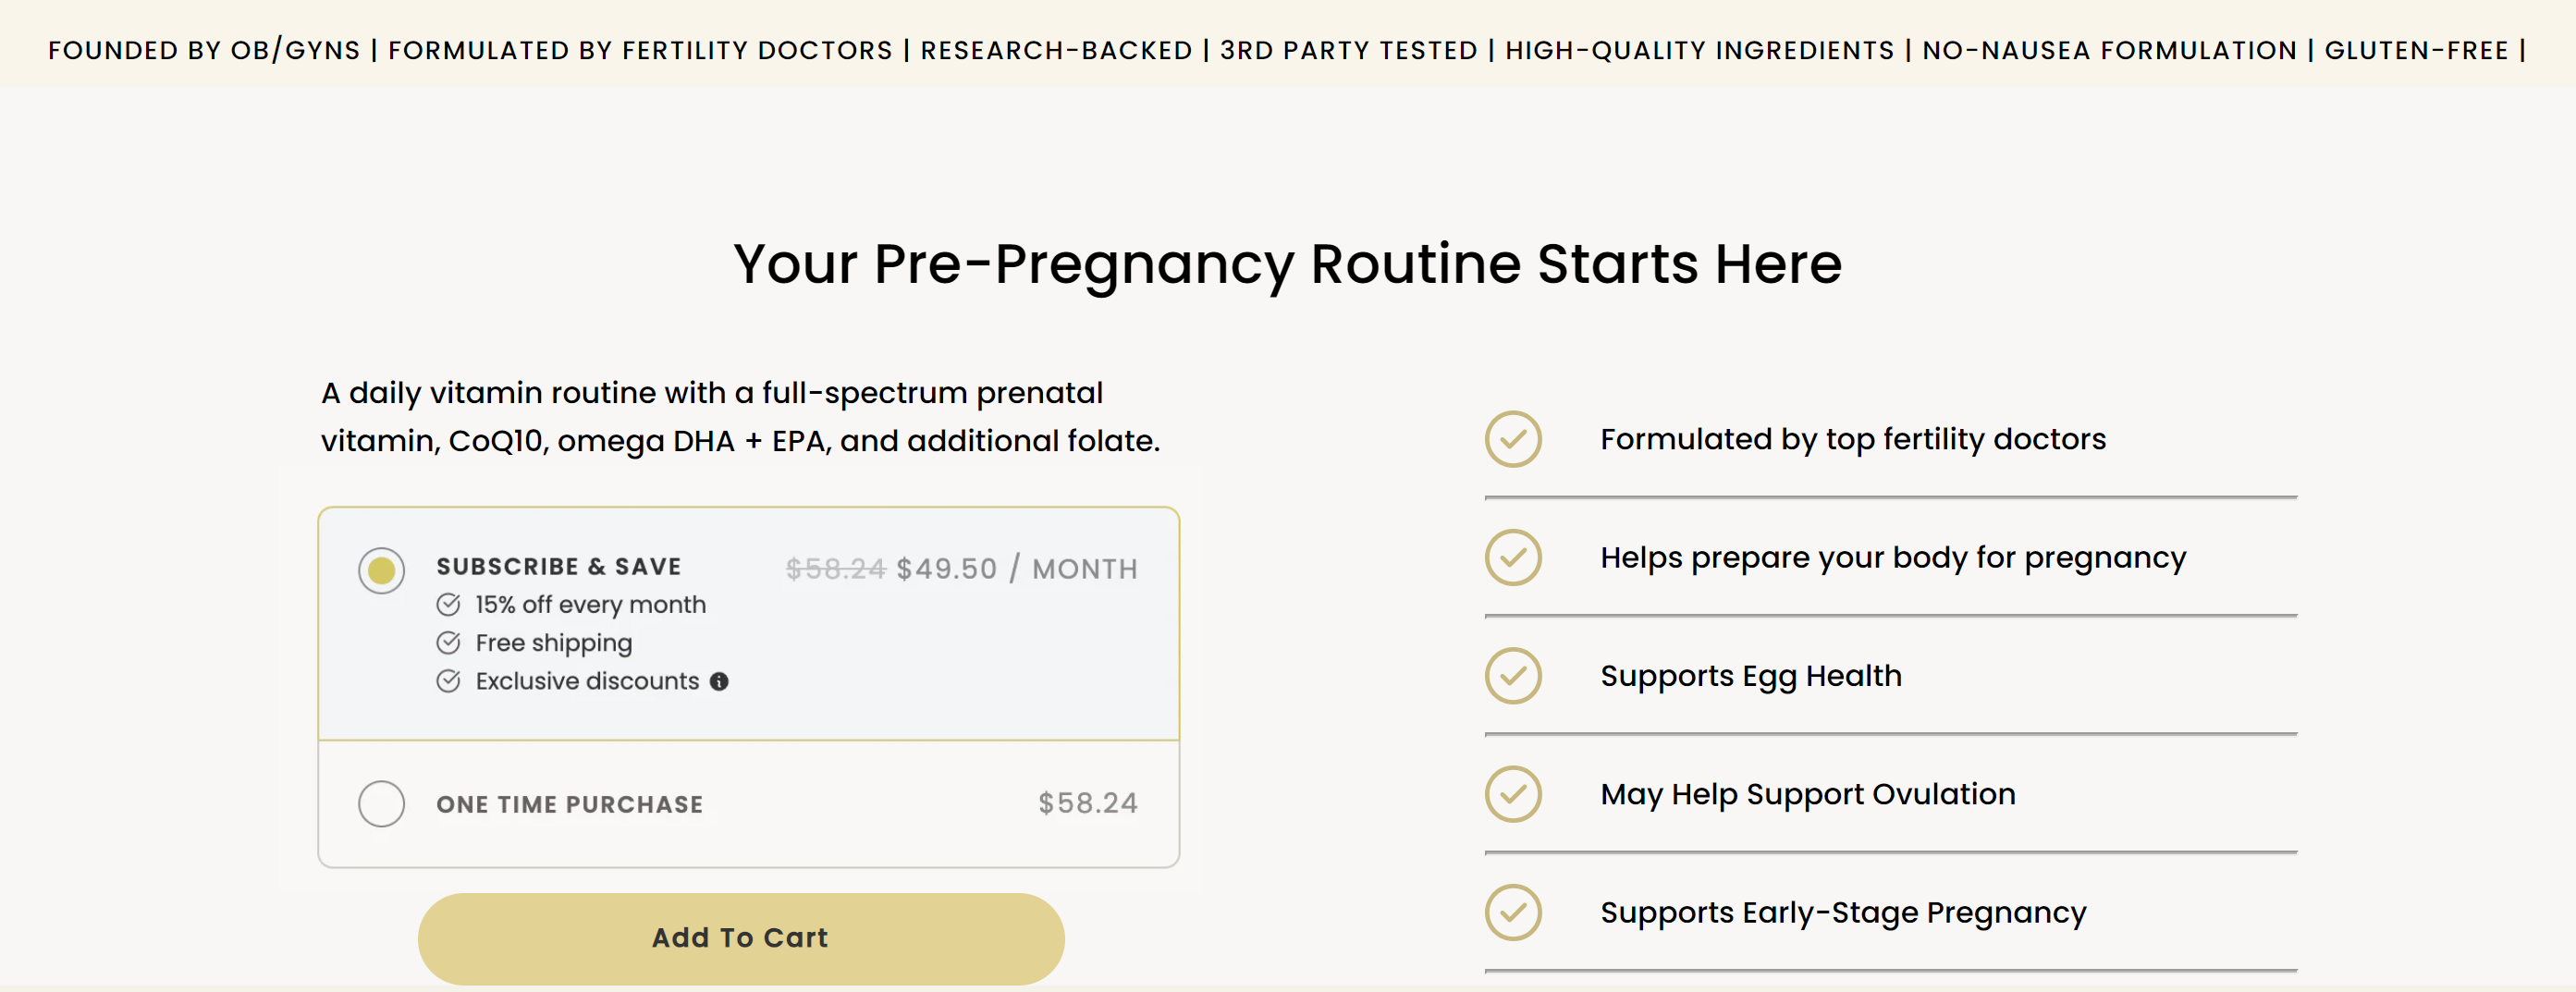 FOUNDED BY OB/GYNS | FORMULATED BY FERTILITY DOCTORS | RESEARCH-BACKED | 3RD PARTY TESTED | HIGH-QUALITY INGREDIENTS | NO-NAUSEA FORMULATION | GLUTEN-FREE |
Your Pre-Pregnancy Routine Starts Here
A daily vitamin routine with a full-spectrum prenatal
vitamin, CoQ10, omega DHA + EPA, and additional folate.
SUBSCRIBE & SAVE $58.24 $49.50 / MONTH
15% off every month
Free shipping
Exclusive discounts
ONE TIME PURCHASE $58.24
Add To Cart
Formulated by top fertility doctors
Helps prepare your body for pregnancy
Supports Egg Health
May Help Support Ovulation
Supports Early-Stage Pregnancy